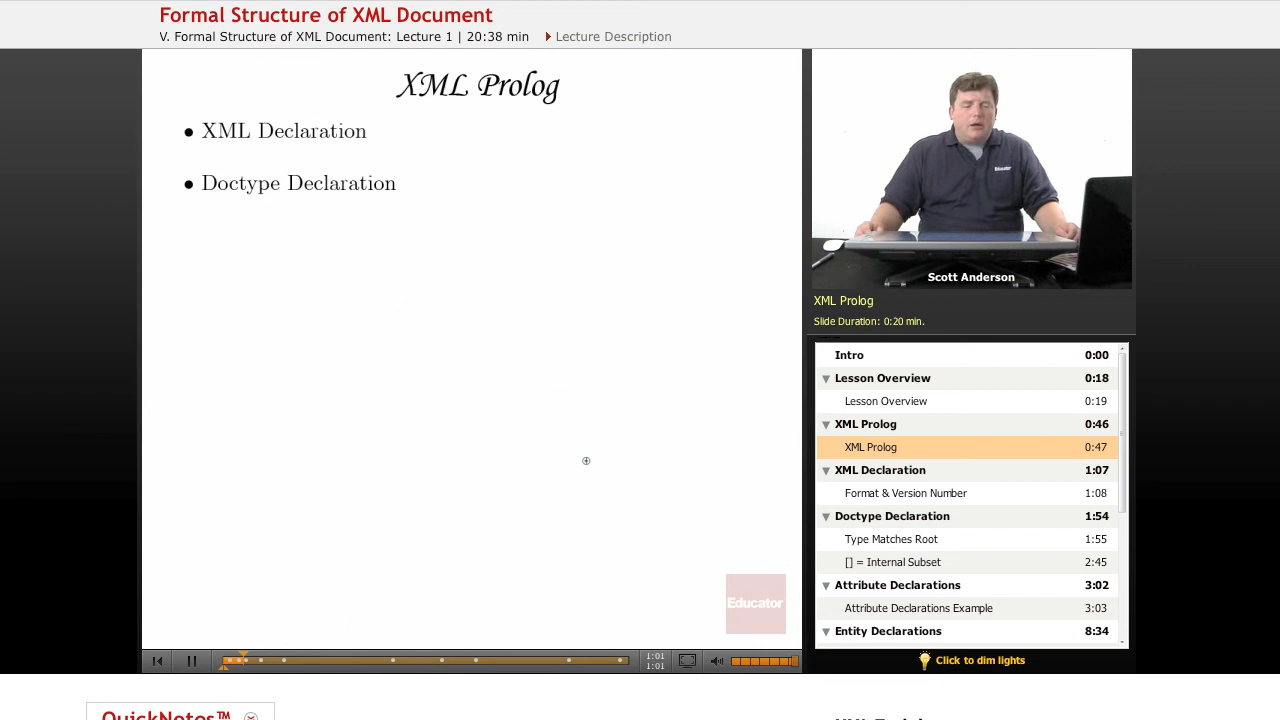 Formal Structure of XML Document
V. Formal Structure of XML Document: Lecture 1 | 20:38 min Lecture Description
XML Prolog
• XML Declaration
• Doctype Declaration
Educator
Educator
Scott Anderson
XML Prolog
Slide Duration: 0:20 min.
Intro 0:00
Lesson Overview 0:18
Lesson Overview 0:19
XML Prolog 0:46
XML Prolog 0:47
XML Declaration 1:07
Format & Version Number 1:08
Doctype Declaration 1:54
Type Matches Root 1:55
[] = Internal Subset 2:45
Attribute Declarations 3:02
Attribute Declarations Example 3:03
Entity Declarations 8:34
1:01
1:01
Click to dim lights
QuickNotes™